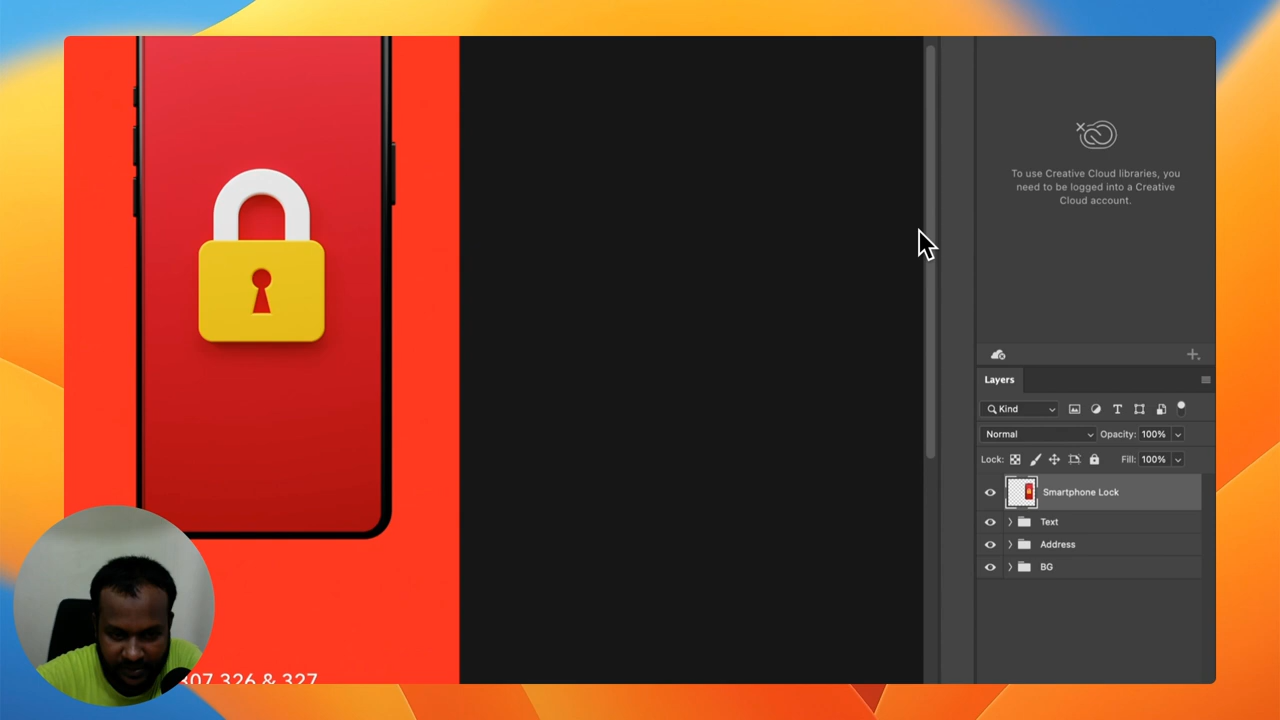 To use Creative Cloud libraries, you
need to be logged into a Creative
Cloud account.
Layers
Kind
Normal
Opacity: 100%
Lock:
Fill: 100%
Smartphone Lock
Text
Address
BG
307 326 & 327